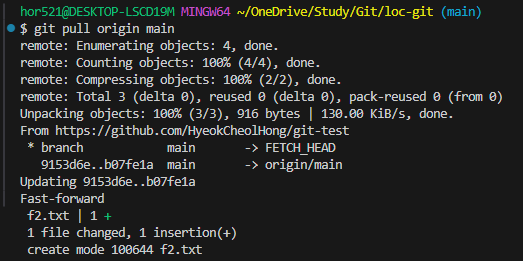 hor521@DESKTOP-LSCD19M MINGW64 ~/OneDrive/Study/Git/loc-git (main)
$ git pull origin main
remote: Enumerating objects: 4, done.
remote: Counting objects: 100% (4/4), done.
remote: Compressing objects: 100% (2/2), done.
remote: Total 3 (delta 0), reused 0 (delta 0), pack-reused 0 (from 0)
Unpacking objects: 100% (3/3), 916 bytes | 130.00 KiB/s, done.
From https://github.com/HyeokCheolHong/git-test
 * branch            main       -> FETCH_HEAD
   9153d6e..b07fe1a  main       -> origin/main
Updating 9153d6e..b07fe1a
Fast-forward
 f2.txt | 1 +
 1 file changed, 1 insertion(+)
 create mode 100644 f2.txt